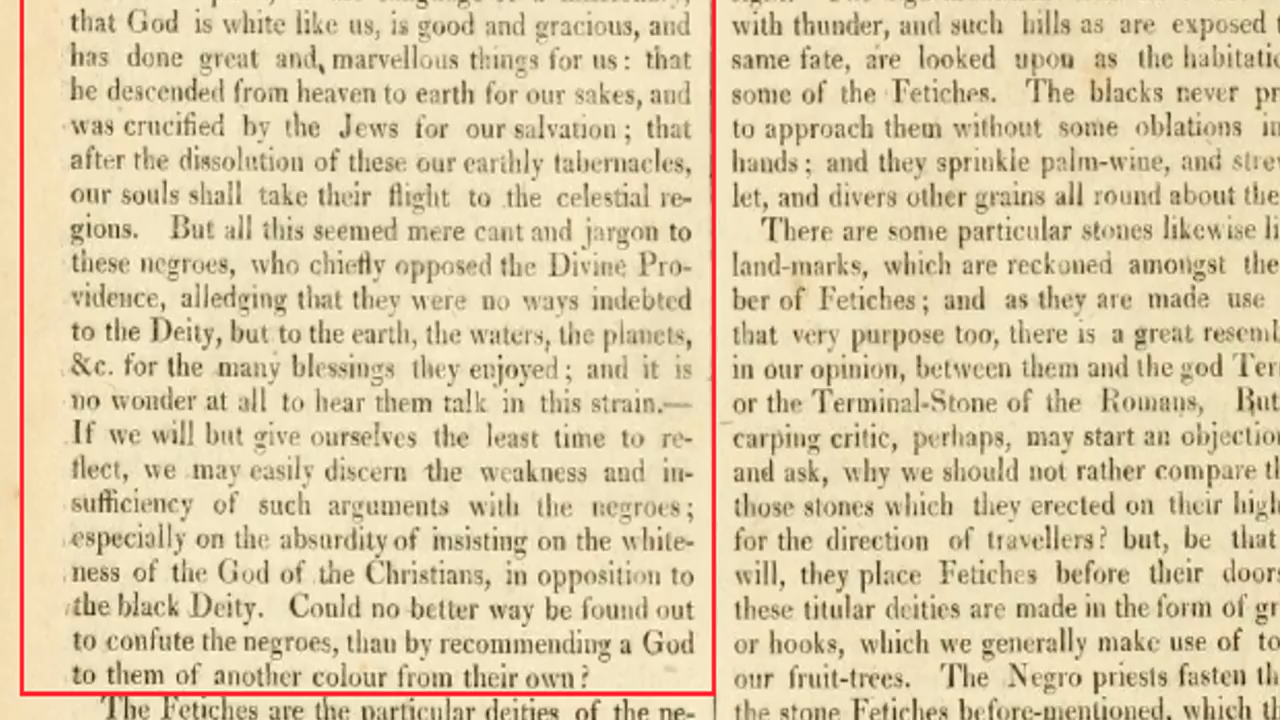 that God is white like us, is good and gracious, and
has done great and, marvellous things for us: that
he descended from heaven to earth for our sakes, and
was crucified by the Jews for our salvation; that
after the dissolution of these our earthly tabernacles,
our souls shall take their flight to the celestial re-
gions. But all this seemed mere cant and jargon to
these negroes, who chiefly opposed the Divine Pro-
vidence, alledging that they were no ways indebted
to the Deity, but to the earth, the waters, the planets,
&c. for the many blessings they enjoyed; and it is
no wonder at all to hear them talk in this strain.—
If we will but give ourselves the least time to re-
flect, we may easily discern the weakness and in-
sufficiency of such arguments with the negroes;
especially on the absurdity of insisting on the white-
ness of the God of the Christians, in opposition to
the black Deity. Could no better way be found out
to confute the negroes, than by recommending a God
to them of another colour from their own?
The Fetiches are the particular deities of the ne-
with thunder, and such hills as are exposed
same fate, are looked upon as the
some of the Fetiches. The blacks never
to approach them without some oblations
hands; and they sprinkle palm-wine, and
let, and divers other grains all round about
There are some particular stones likewise
land-marks, which are reckoned amongst
ber of Fetiches; and as they are made use
that very purpose too, there is a great
in our opinion, between them and the god
or the Terminal-Stone of the Romans, But
carping critic, perhaps, may start an
and ask, why we should not rather compare
those stones which they erected on their
for the direction of travellers? but, be that
will, they place Fetiches before their
these titular deities are made in the form of
or hooks, which we generally make use of
our fruit-trees. The Negro priests fasten
the stone Fetiches before-mentioned, which